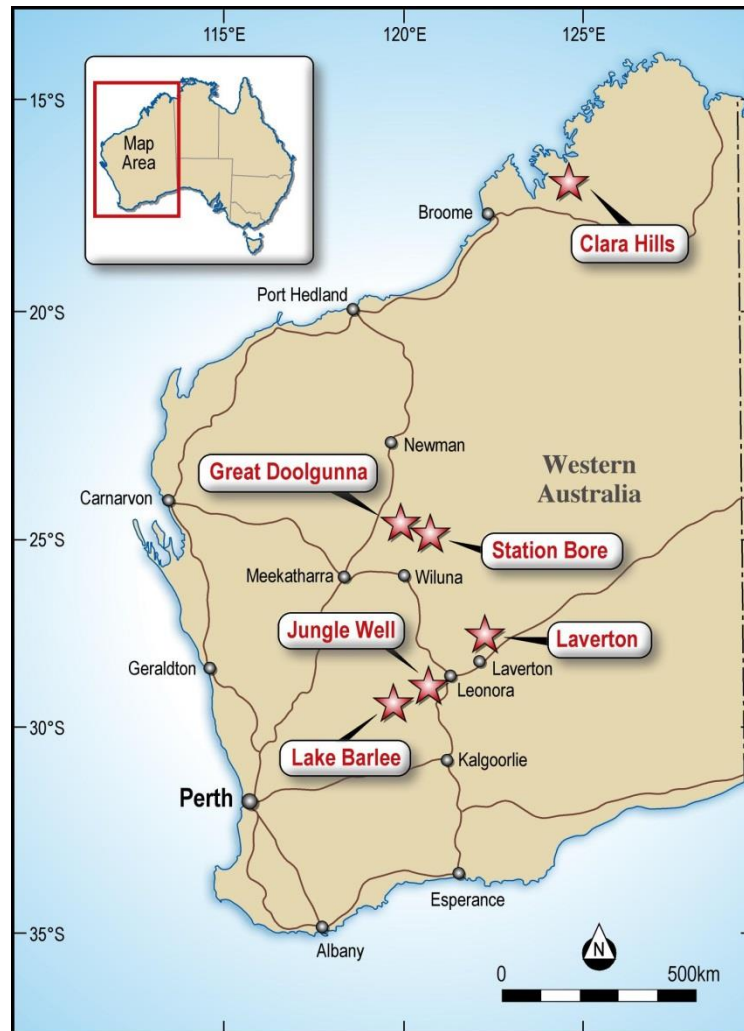 115°E
120°E
125°E
15°S
Map
Area
Broome
Clara Hills
Port Hedland
20°S
Newman
Great Doolgunna
Western
Australia
Carnarvon
25°S
Station Bore
Meekatharra
Wiluna
Jungle Well
Laverton
Geraldton
Laverton
Leonora
30°S
Lake Barlee
Kalgoorlie
Perth
Esperance
35°S
Albany
N
0
500km